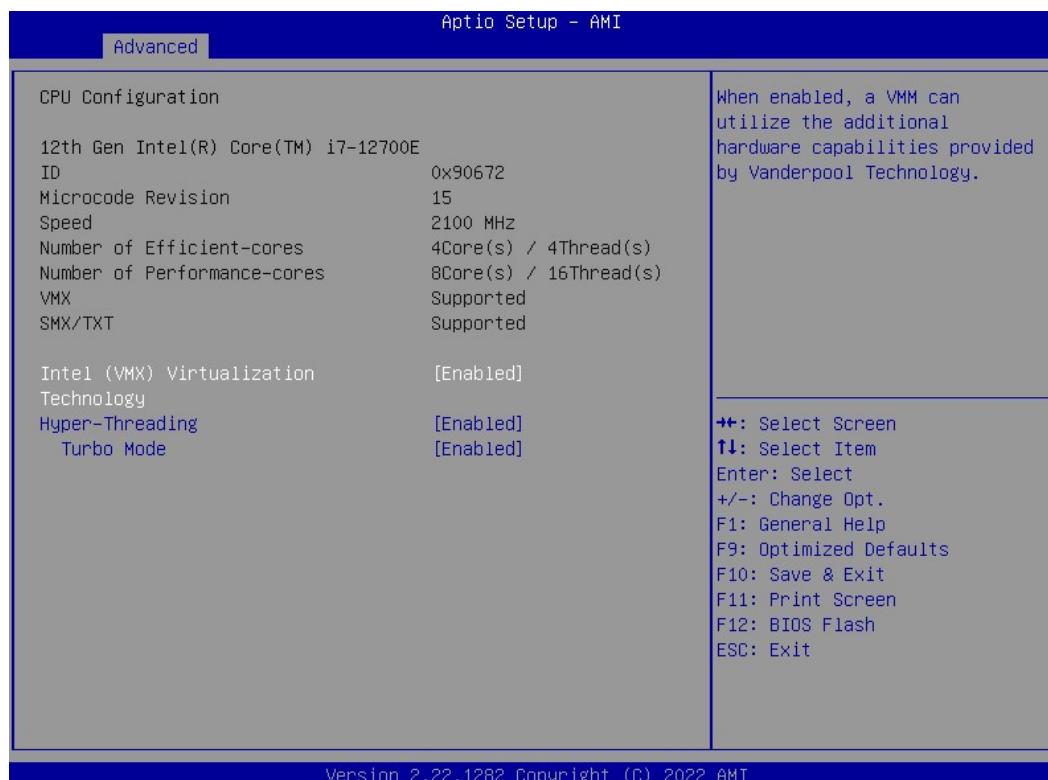 Aptio Setup - AMI
Advanced
CPU Configuration
12th Gen Intel(R) Core(TM) i7-12700E
ID 0x90672
Microcode Revision 15
Speed 2100 MHz
Number of Efficient-cores 4Core(s) / 4Thread(s)
Number of Performance-cores 8Core(s) / 16Thread(s)
VMX Supported
SMX/TXT Supported
Intel (VMX) Virtualization [Enabled]
Technology
Hyper-Threading [Enabled]
Turbo Mode [Enabled]
When enabled, a VMM can
utilize the additional
hardware capabilities provided
by Vanderpool Technology.
→←: Select Screen
↑↓: Select Item
Enter: Select
+/-: Change Opt.
F1: General Help
F9: Optimized Defaults
F10: Save & Exit
F11: Print Screen
F12: BIOS Flash
ESC: Exit
Version 2.22.1282 Copyright (C) 2022 AMI